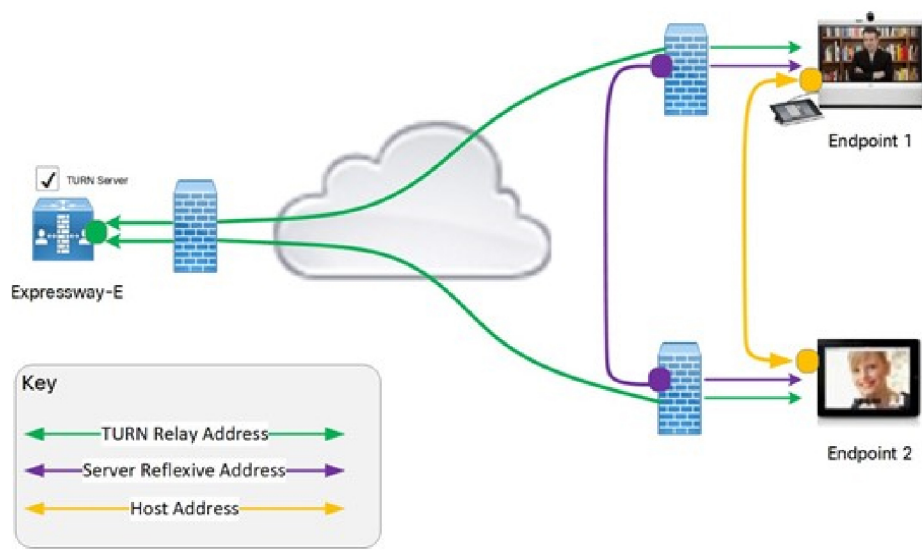 Endpoint 1
TURN Server
Expressway-E
Endpoint 2
Key
TURN Relay Address
Server Reflexive Address
Host Address